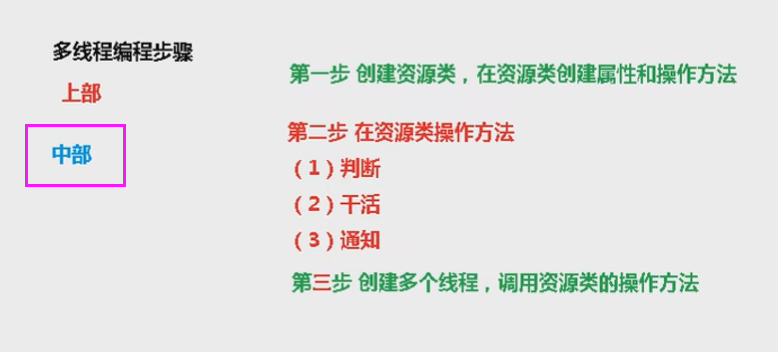 多线程编程步骤
上部
第一步 创建资源类，在资源类创建属性和操作方法
中部
第二步 在资源类操作方法
（1）判断
（2）干活
（3）通知
第三步 创建多个线程，调用资源类的操作方法